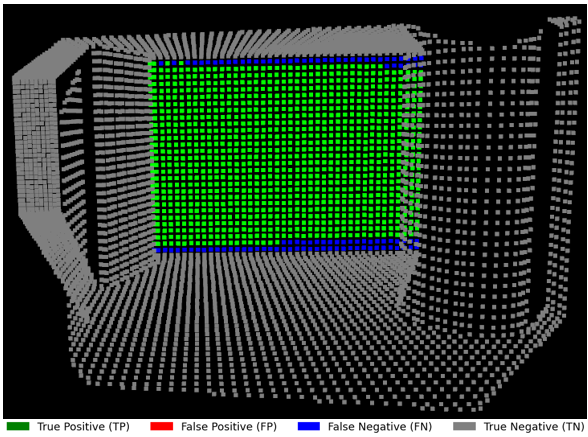 True Positive (TP) False Positive (FP) False Negative (FN) True Negative (TN)